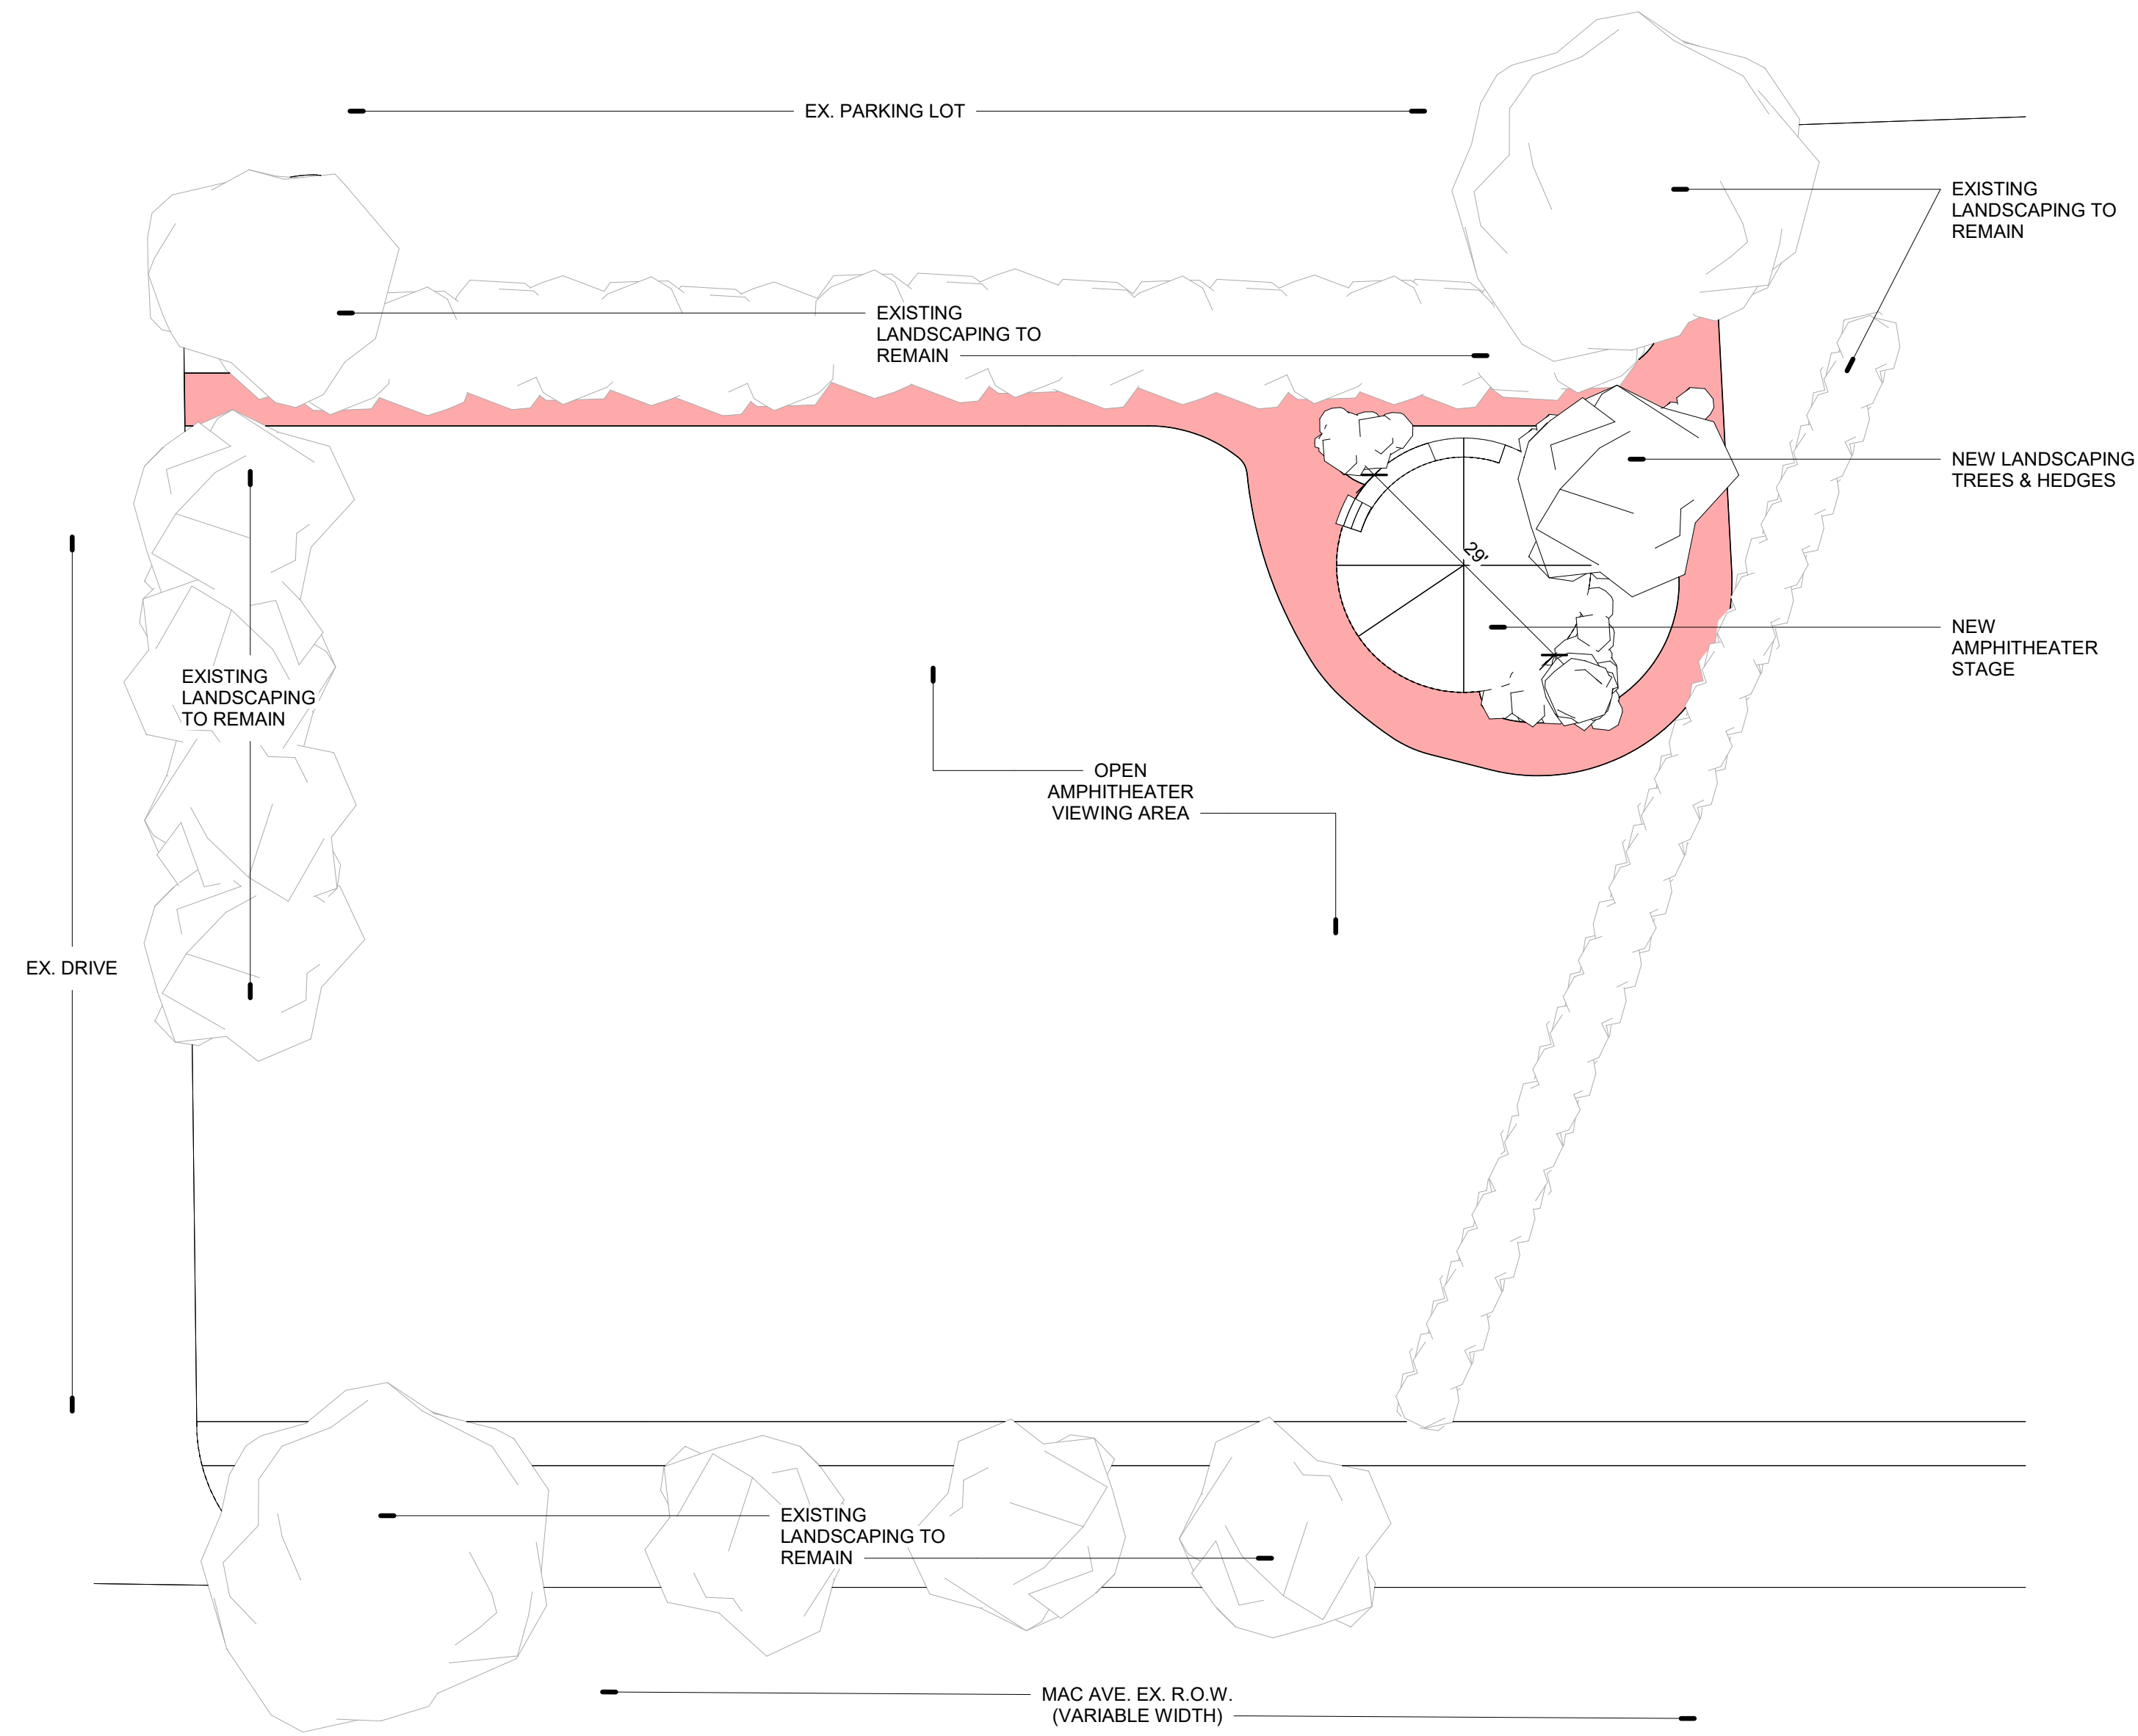 EX. PARKING LOT
EXISTING
LANDSCAPING TO
REMAIN
EXISTING
LANDSCAPING TO
REMAIN
NEW LANDSCAPING
TREES & HEDGES
29'
NEW
AMPHITHEATER
STAGE
EXISTING
LANDSCAPING
TO REMAIN
OPEN
AMPHITHEATER
VIEWING AREA
EX. DRIVE
EXISTING
LANDSCAPING TO
REMAIN
MAC AVE. EX. R.O.W.
(VARIABLE WIDTH)